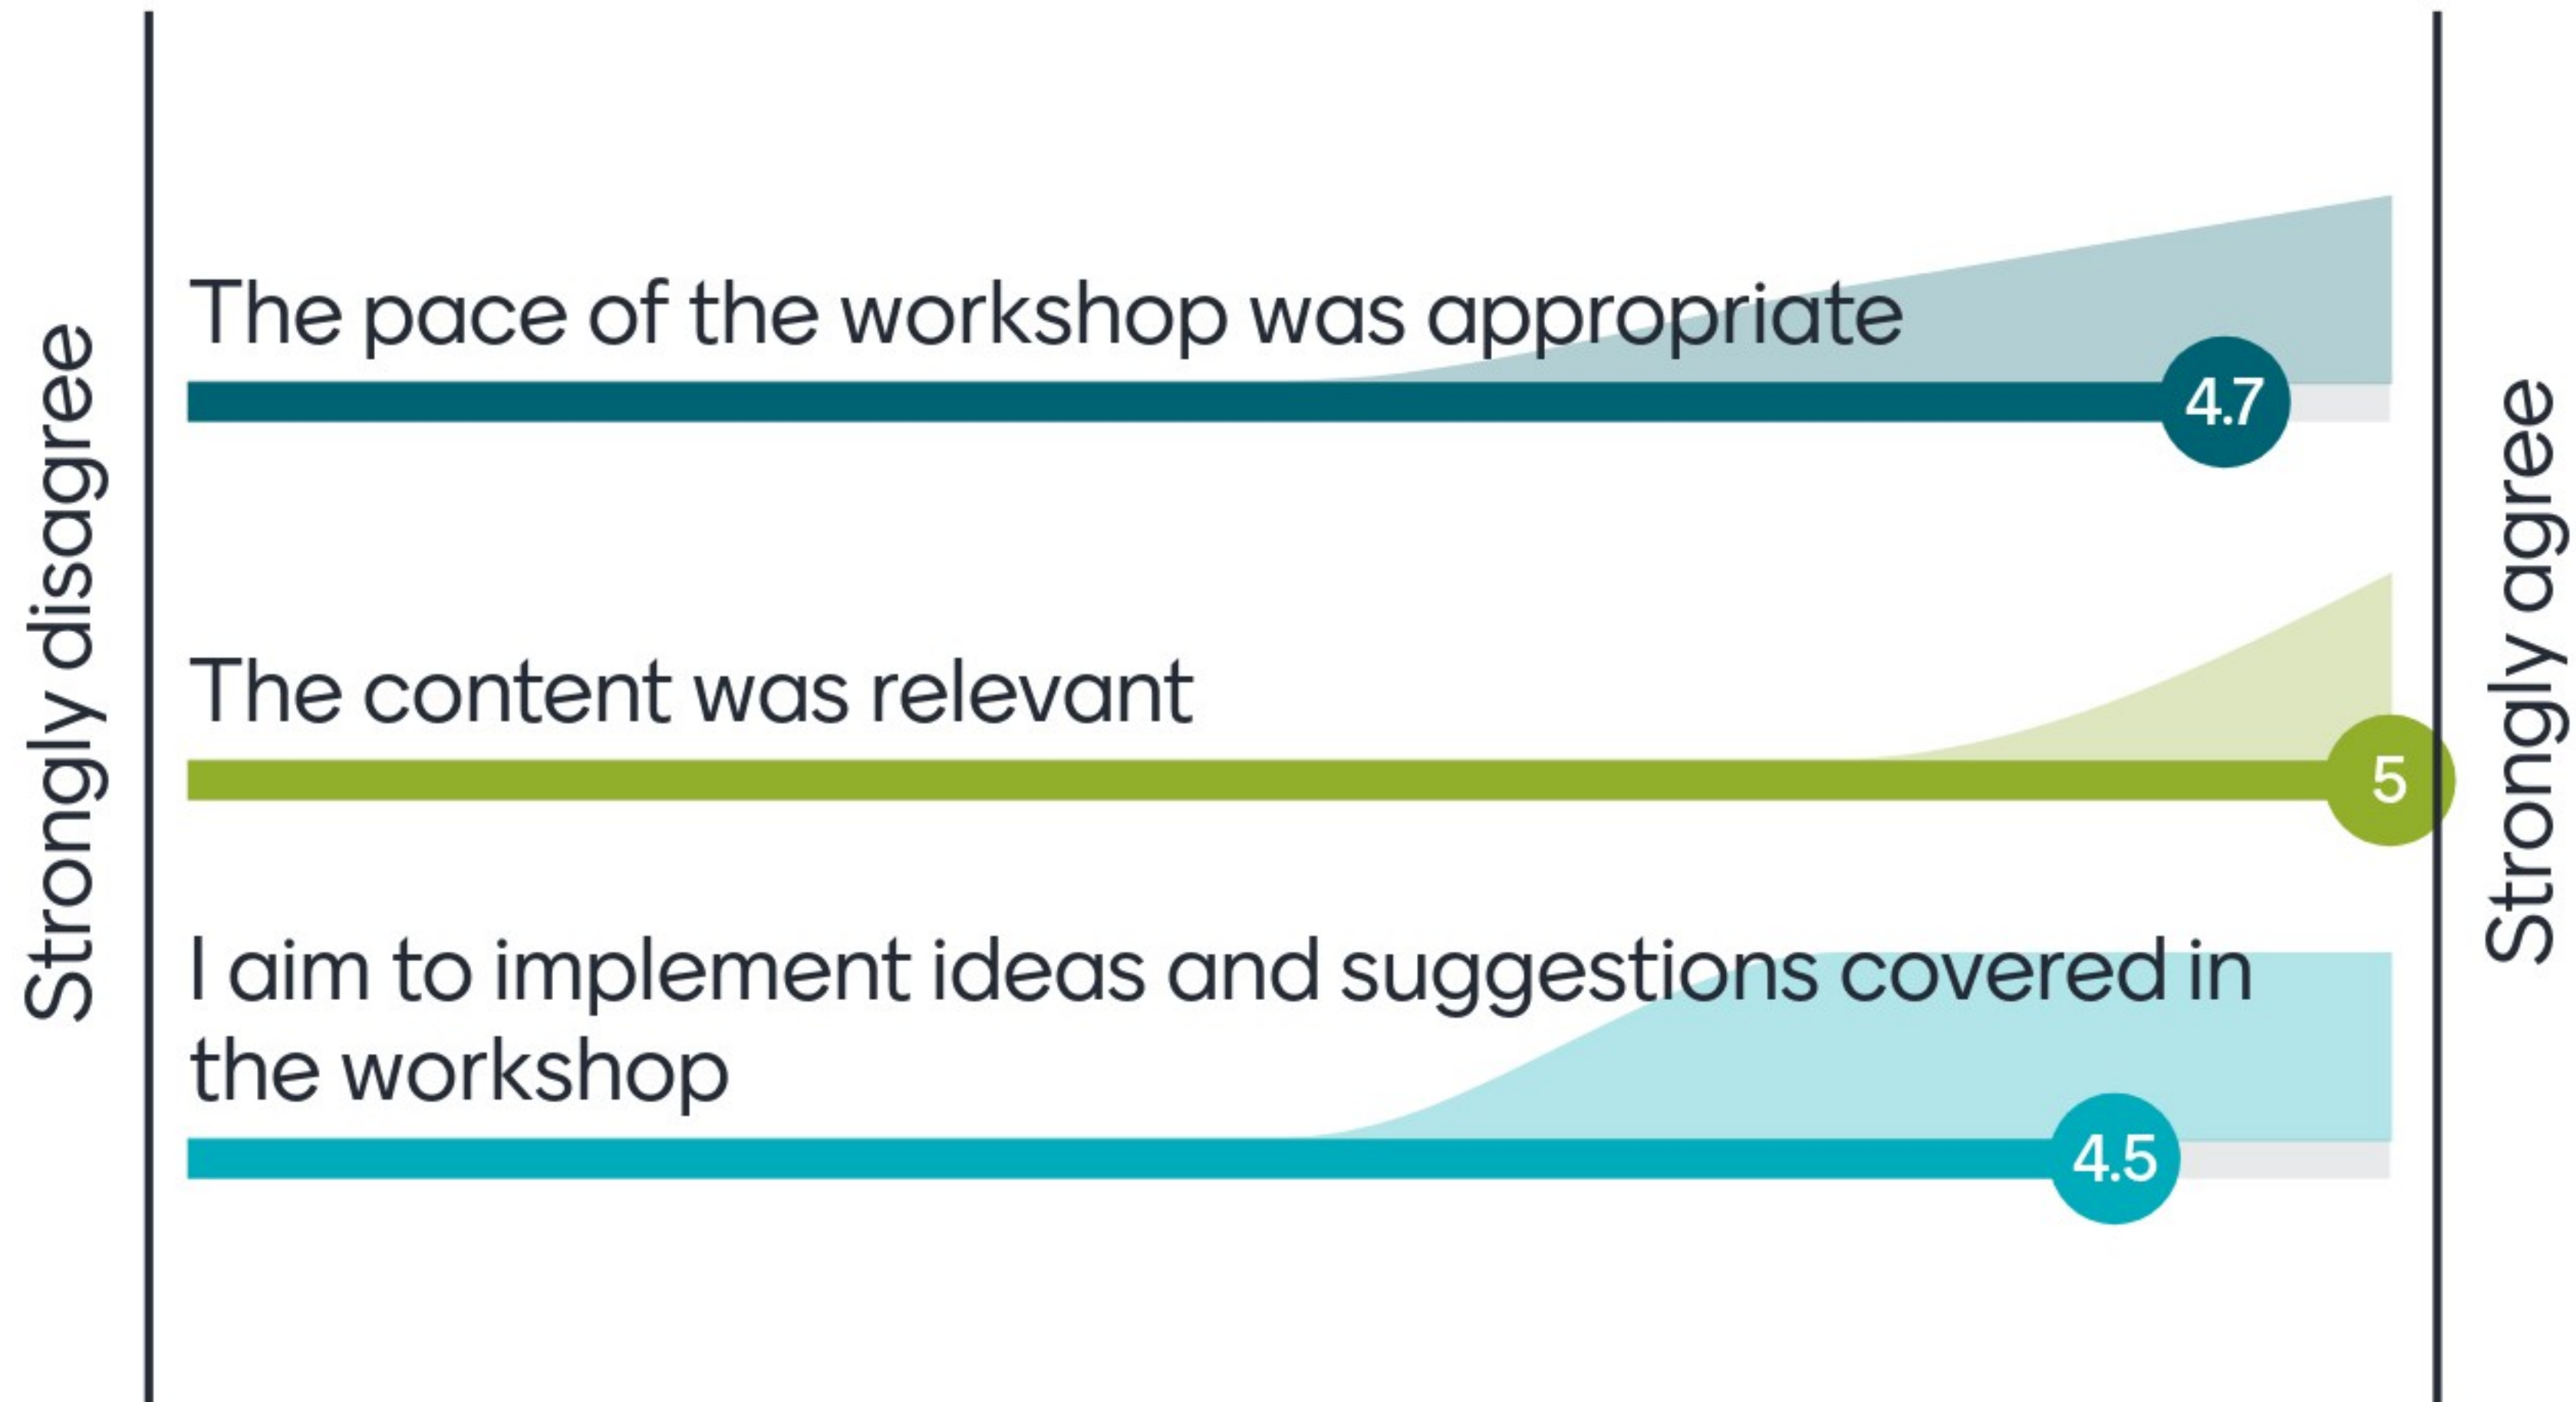 Strongly disagree
The pace of the workshop was appropriate
4.7
The content was relevant
5
I aim to implement ideas and suggestions covered in
the workshop
4.5
Strongly agree